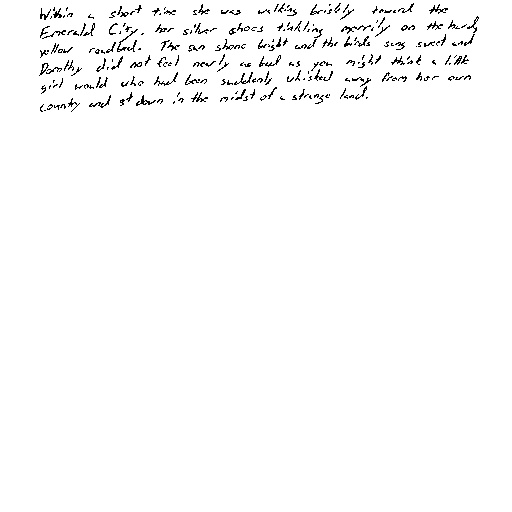 Within a short time she was walking briskly toward the
Emerald City, her silver shoes tinkling merrily on the hard,
yellow roadbed. The sun shone bright and the birds sang sweet and
Dorothy did not feel nearly as bad as you might think a little
girl would who had been suddenly whisked away from her own
country and set down in the midst of a strange land.